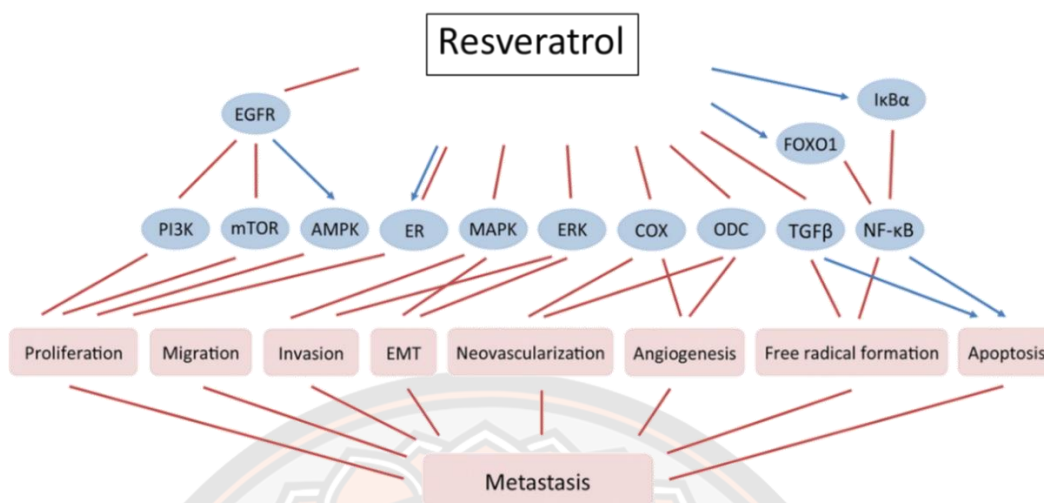 Resveratrol
EGFR
IκBα
FOXO1
PI3K
mTOR
AMPK
ER
MAPK
ERK
COX
ODC
TGFβ
NF-κB
Proliferation
Migration
Invasion
EMT
Neovascularization
Angiogenesis
Free radical formation
Apoptosis
Metastasis